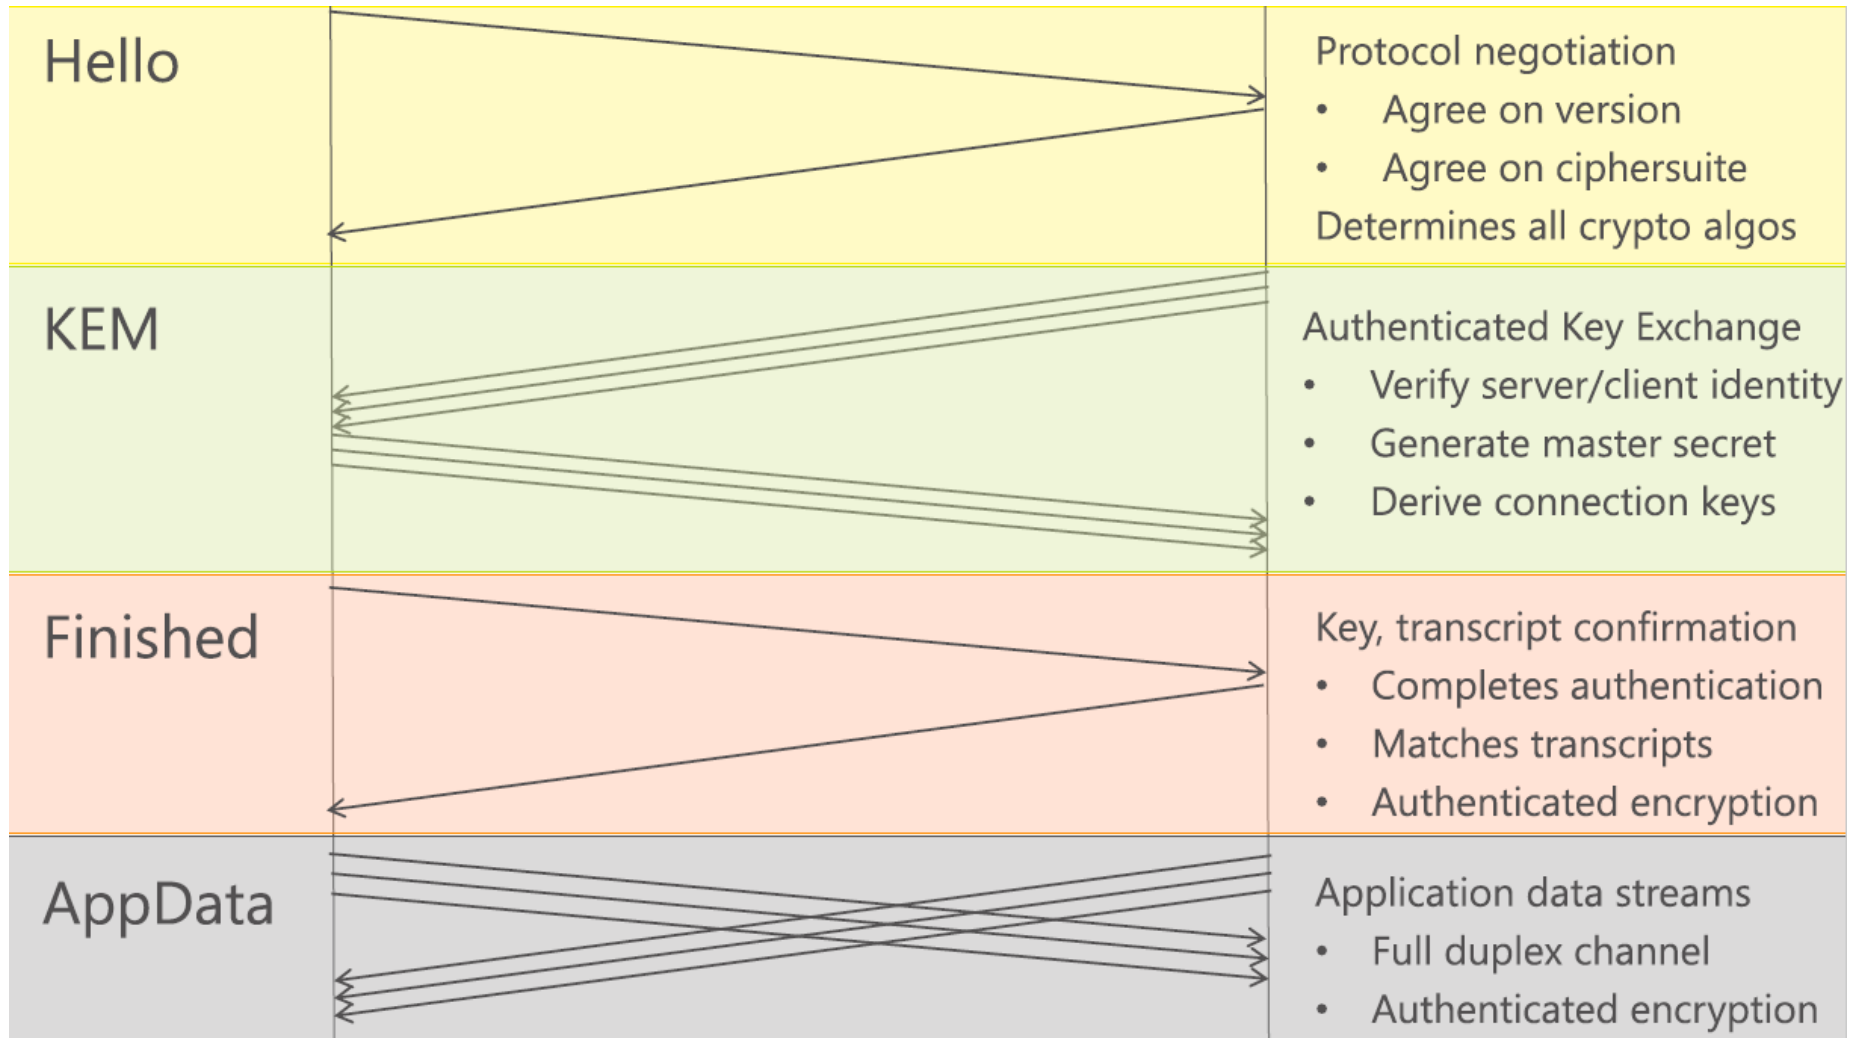 Hello
Protocol negotiation
• Agree on version
• Agree on ciphersuite
Determines all crypto algos
KEM
Authenticated Key Exchange
• Verify server/client identity
• Generate master secret
• Derive connection keys
Finished
Key, transcript confirmation
• Completes authentication
• Matches transcripts
• Authenticated encryption
AppData
Application data streams
• Full duplex channel
• Authenticated encryption